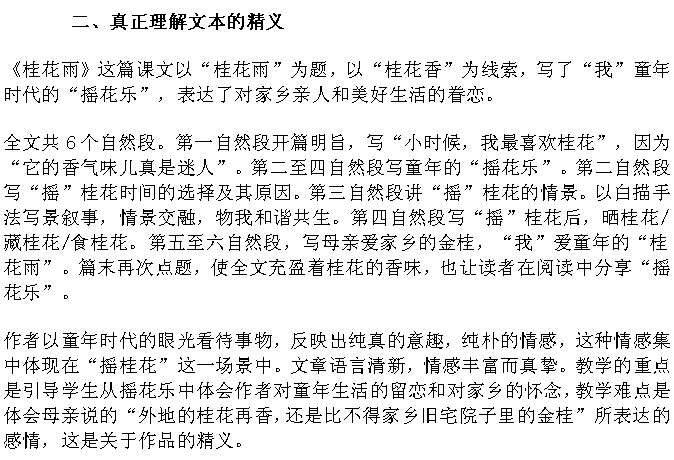 二、真正理解文本的精义
《桂花雨》这篇课文以“桂花雨”为题，以“桂花香”为线索，写了“我”童年
时代的“摇花乐”，表达了对家乡亲人和美好生活的眷恋。
全文共 6 个自然段。第一自然段开篇明旨，写“小时候，我最喜欢桂花”，因为
“它的香气味儿真是迷人”。第二至四自然段写童年的“摇花乐”。第二自然段
写“摇”桂花时间的选择及其原因。第三自然段讲“摇”桂花的情景。以白描手
法写景叙事，情景交融，物我和谐共生。第四自然段写“摇”桂花后，晒桂花/
藏桂花/食桂花。第五至六自然段，写母亲爱家乡的金桂，“我”爱童年的“桂
花雨”。篇末再次点题，使全文充盈着桂花的香味，也让读者在阅读中分享“摇
花乐”。
作者以童年时代的眼光看待事物，反映出纯真的意趣，纯朴的情感，这种情感集
中体现在“摇桂花”这一场景中。文章语言清新，情感丰富而真挚。教学的重点
是引导学生从摇花乐中体会作者对童年生活的留恋和对家乡的怀念，教学难点是
体会母亲说的“外地的桂花再香，还是比不得家乡旧宅院子里的金桂”所表达的
感情，这是关于作品的精义。